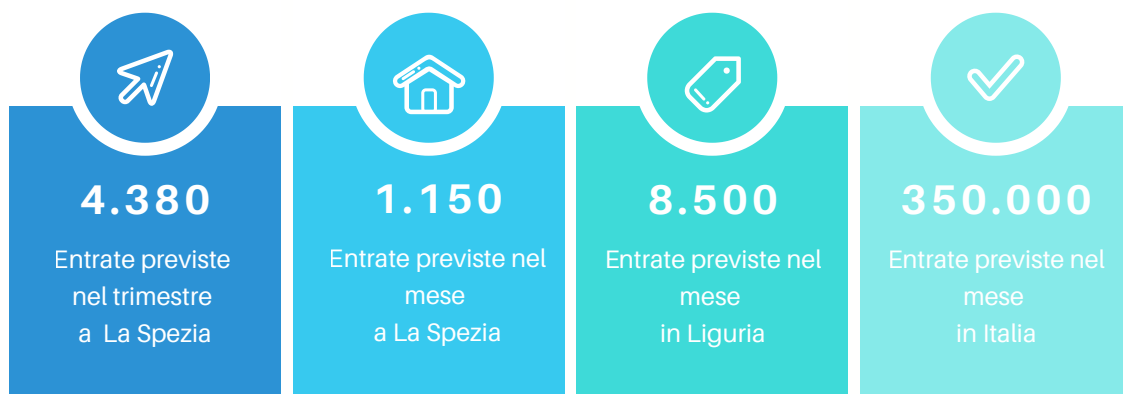 4.380
Entrate previste
nel trimestre
a La Spezia
1.150
Entrate previste nel
mese
a La Spezia
8.500
Entrate previste nel
mese
in Liguria
350.000
Entrate previste nel
mese
in Italia